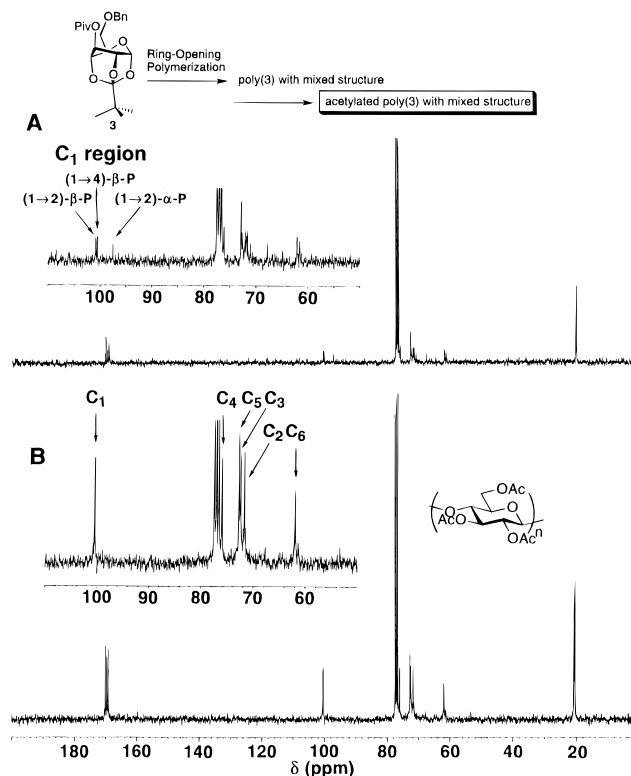 OBn
PivO
O
O
O
O
3
Ring-Opening
Polymerization
poly(3) with mixed structure
acetylated poly(3) with mixed structure
A
C1 region
(1→4)-β-P
(1→2)-β-P (1→2)-α-P
100 90 80 70 60
C1 C4 C5 C3
C2 C6
B
OAc
O
O
AcO
OAc
n
100 90 80 70 60
180 160 140 120 100 80 60 40 20
δ (ppm)